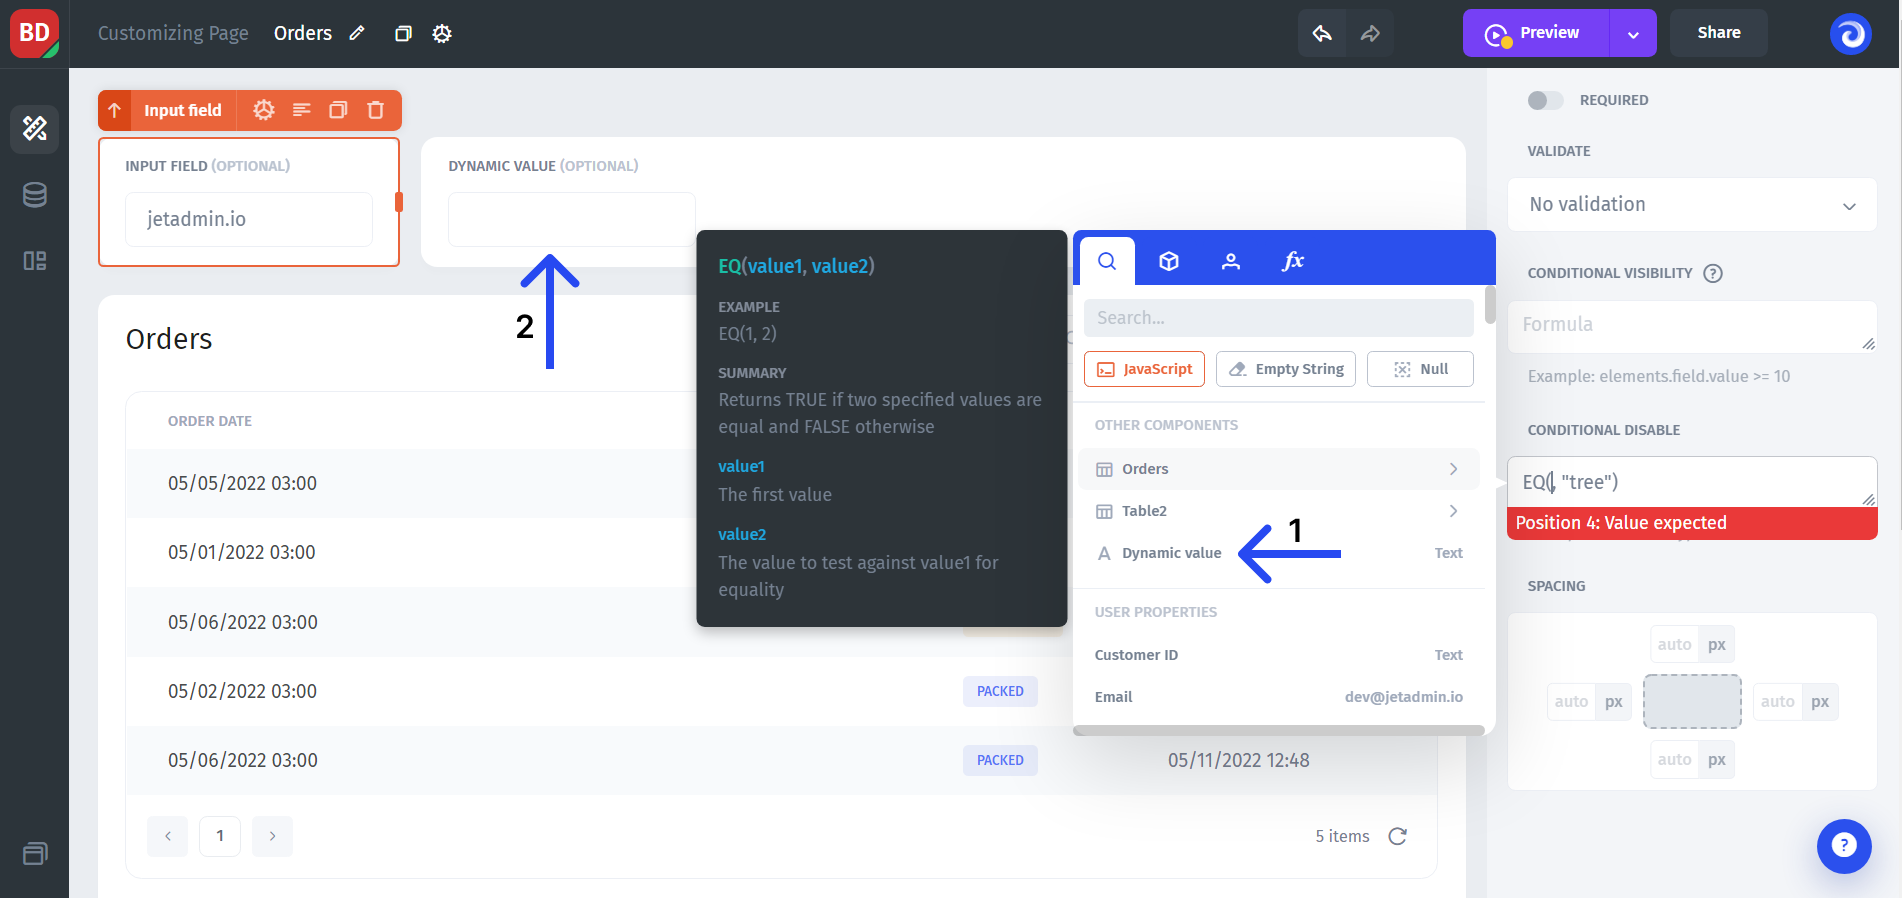 BD
Customizing Page
Orders
Preview
Share
Input field
INPUT FIELD (OPTIONAL)
jetadmin.io
DYNAMIC VALUE (OPTIONAL)
2
Orders
ORDER DATE
05/05/2022 03:00
05/01/2022 03:00
05/06/2022 03:00
05/02/2022 03:00
PACKED
05/06/2022 03:00
PACKED
05/11/2022 12:48
1
5 items
EQ(value1, value2)
EXAMPLE
EQ(1, 2)
SUMMARY
Returns TRUE if two specified values are
equal and FALSE otherwise
value1
The first value
value2
The value to test against value1 for
equality
fx
Search...
JavaScript
Empty String
Null
OTHER COMPONENTS
Orders
Table2
1
A Dynamic value
Text
USER PROPERTIES
Customer ID
Text
Email
dev@jetadmin.io
REQUIRED
VALIDATE
No validation
CONDITIONAL VISIBILITY ?
Formula
Example: elements.field.value >= 10
CONDITIONAL DISABLE
EQ(, "tree")
Position 4: Value expected
SPACING
auto px
auto px
auto px
auto px
?